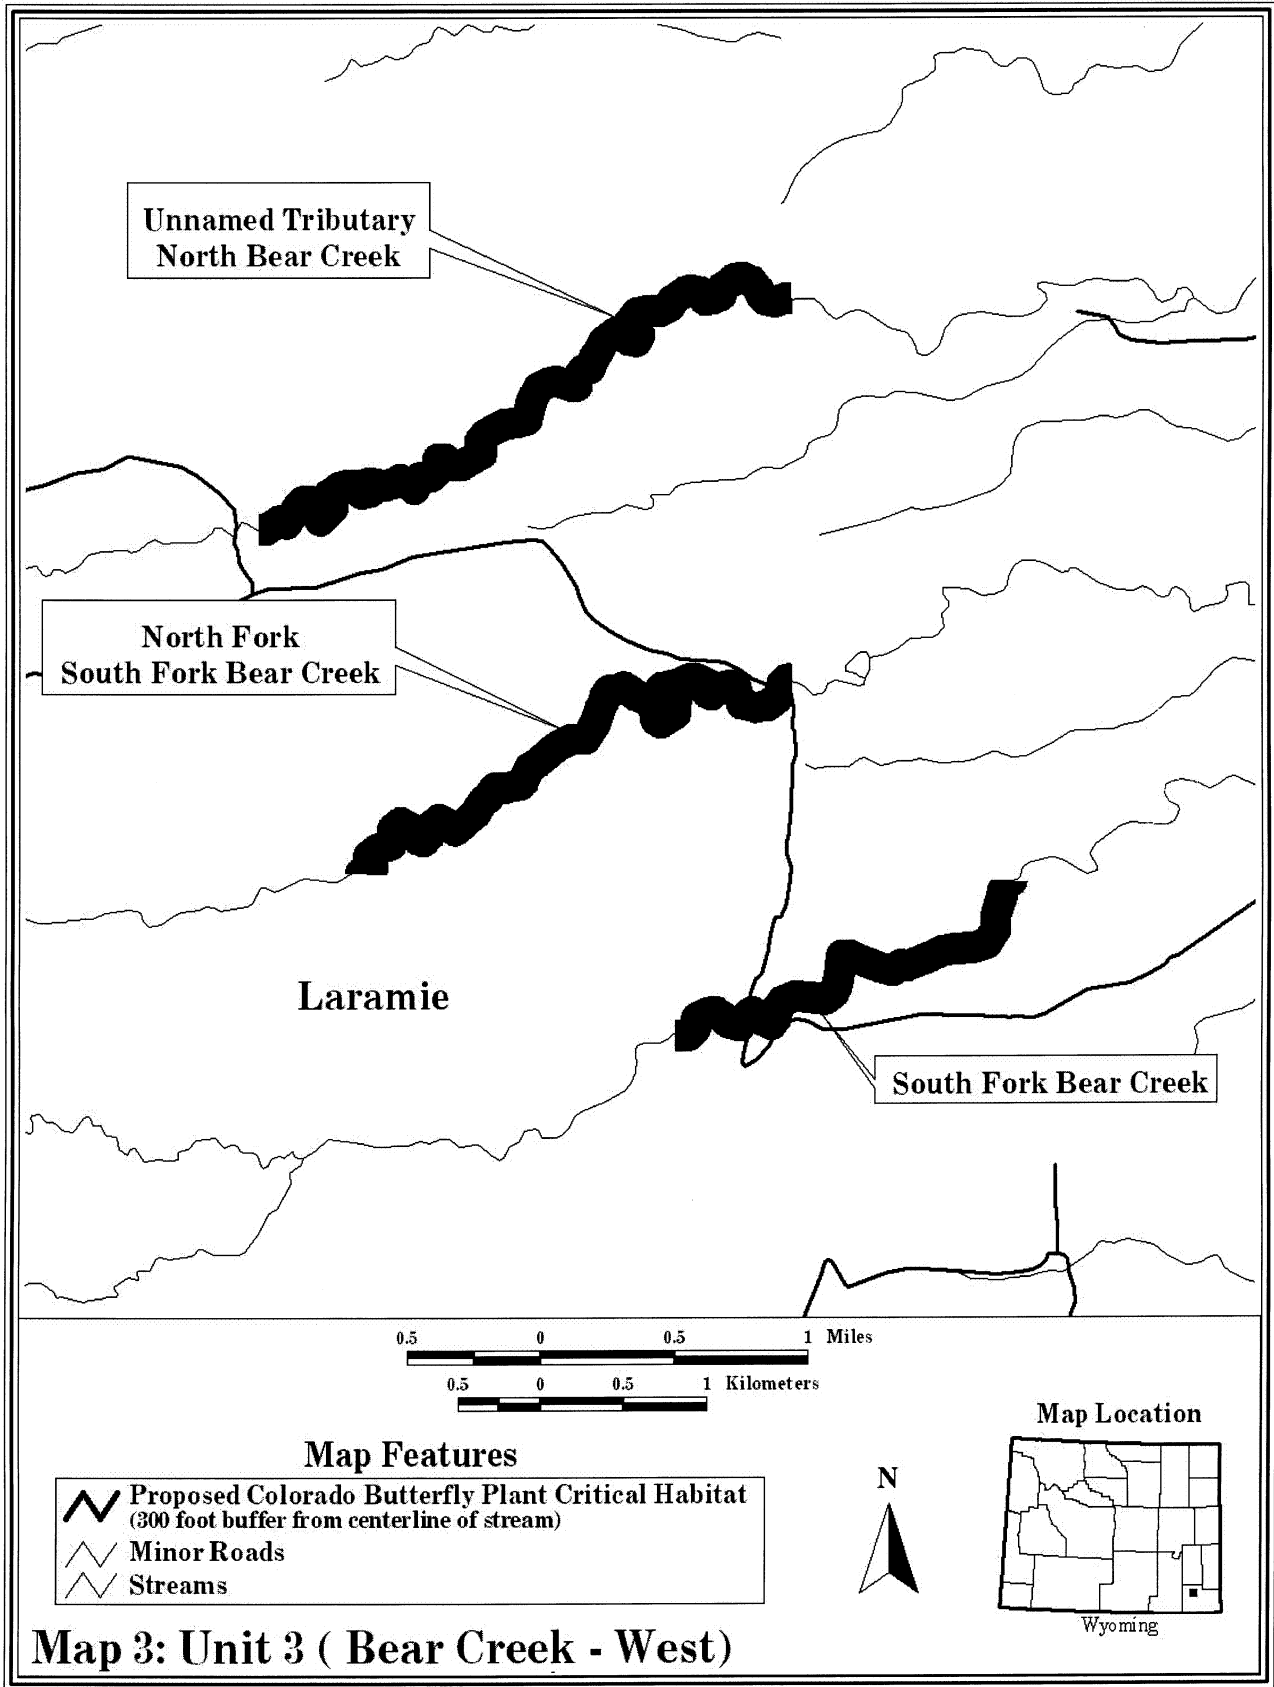 Unnamed Tributary
North Bear Creek
North Fork
South Fork Bear Creek
Laramie
South Fork Bear Creek
0.5 0 0.5 1 Miles
0.5 0 0.5 1 Kilometers
Map Location
Map Features
N
Proposed Colorado Butterfly Plant Critical Habitat
(300 foot buffer from centerline of stream)
Minor Roads
Streams
Wyoming
Map 3: Unit 3 ( Bear Creek - West)